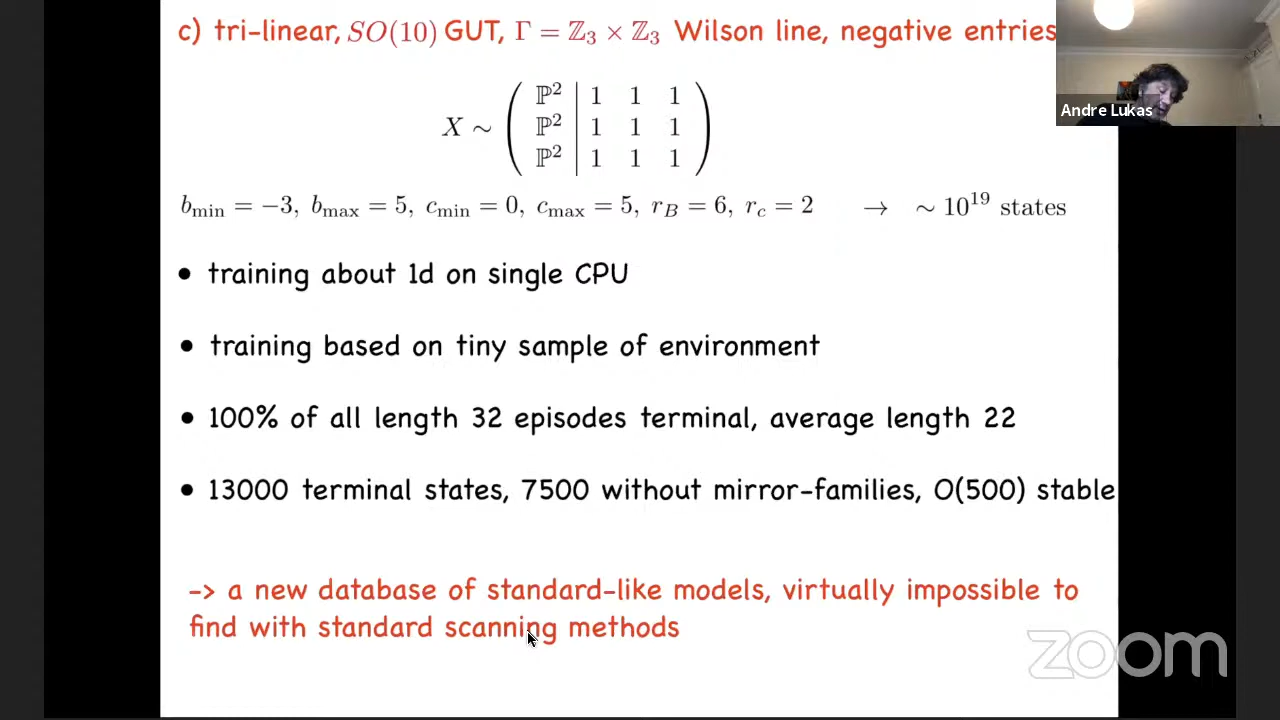 c) tri-linear, SO(10) GUT, Γ = ℤ₃ × ℤ₃ Wilson line, negative entries
Andre Lukas
X ∼ ( ℙ² | 1 1 1
ℙ² | 1 1 1
ℙ² | 1 1 1 )
b_min = −3, b_max = 5, c_min = 0, c_max = 5, r_B = 6, r_c = 2 → ∼ 10¹⁹ states
• training about 1d on single CPU
• training based on tiny sample of environment
• 100% of all length 32 episodes terminal, average length 22
• 13000 terminal states, 7500 without mirror-families, O(500) stable
-> a new database of standard-like models, virtually impossible to
find with standard scanning methods
zoom